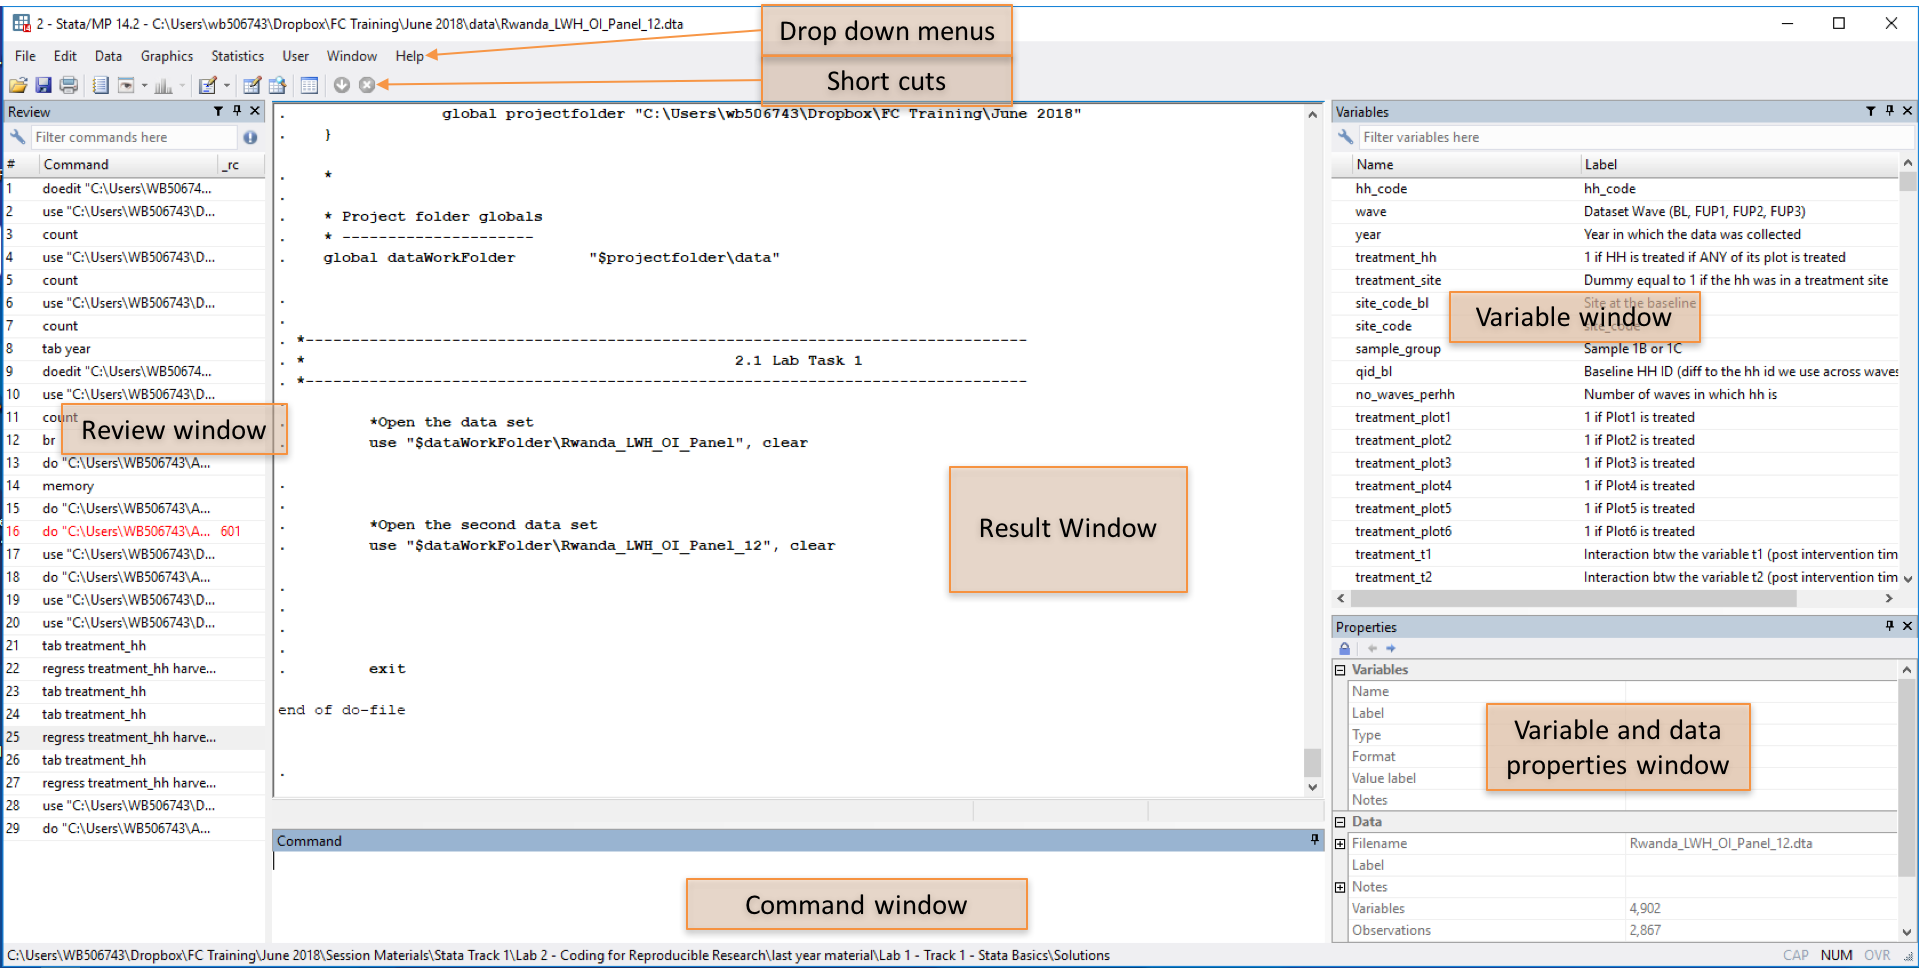 2 - Stata/MP 14.2 - C:\Users\wb506743\Dropbox\FC Training\June 2018\data\Rwanda_LWH_OI_Panel_12.dta
Drop down menus
File Edit Data Graphics Statistics User Window Help
Short cuts
Review
Filter commands here
# Command _rc
1 doedit "C:\Users\WB50674...
2 use "C:\Users\WB506743\D...
3 count
4 use "C:\Users\WB506743\D...
5 count
6 use "C:\Users\WB506743\D...
7 count
8 tab year
9 doedit "C:\Users\WB50674...
10 use "C:\Users\WB506743\D...
11 count
12 br
Review window
13 do "C:\Users\WB506743\A...
14 memory
15 do "C:\Users\WB506743\A...
16 do "C:\Users\WB506743\A... 601
17 use "C:\Users\WB506743\D...
18 do "C:\Users\WB506743\A...
19 use "C:\Users\WB506743\D...
20 use "C:\Users\WB506743\D...
21 tab treatment_hh
22 regress treatment_hh harve...
23 tab treatment_hh
24 tab treatment_hh
25 regress treatment_hh harve...
26 tab treatment_hh
27 regress treatment_hh harve...
28 use "C:\Users\WB506743\D...
29 do "C:\Users\WB506743\A...
. global projectfolder "C:\Users\wb506743\Dropbox\FC Training\June 2018"
. }
. *
.
. * Project folder globals
. * ---------------------
. global dataWorkFolder "$projectfolder\data"
.
.
. *-------------------------------------------------------------------------------
. * 2.1 Lab Task 1
. *-------------------------------------------------------------------------------
. *Open the data set
. use "$dataWorkFolder\Rwanda_LWH_OI_Panel", clear
.
.
. *Open the second data set
. use "$dataWorkFolder\Rwanda_LWH_OI_Panel_12", clear
.
.
.
.
. exit
end of do-file
.
Result Window
Command
Command window
Variables
Filter variables here
Name Label
hh_code hh_code
wave Dataset Wave (BL, FUP1, FUP2, FUP3)
year Year in which the data was collected
treatment_hh 1 if HH is treated if ANY of its plot is treated
treatment_site Dummy equal to 1 if the hh was in a treatment site
site_code_bl Site at the baseline
site_code site_code
Variable window
sample_group Sample 1B or 1C
qid_bl Baseline HH ID (diff to the hh id we use across waves
no_waves_perhh Number of waves in which hh is
treatment_plot1 1 if Plot1 is treated
treatment_plot2 1 if Plot2 is treated
treatment_plot3 1 if Plot3 is treated
treatment_plot4 1 if Plot4 is treated
treatment_plot5 1 if Plot5 is treated
treatment_plot6 1 if Plot6 is treated
treatment_t1 Interaction btw the variable t1 (post intervention tim
treatment_t2 Interaction btw the variable t2 (post intervention tim
Properties
Variables
Name
Label
Type
Format
Value label
Notes
Variable and data
properties window
Data
Filename Rwanda_LWH_OI_Panel_12.dta
Label
Notes
Variables 4,902
Observations 2,867
C:\Users\WB506743\Dropbox\FC Training\June 2018\Session Materials\Stata Track 1\Lab 2 - Coding for Reproducible Research\last year material\Lab 1 - Track 1 - Stata Basics\Solutions
CAP NUM OVR